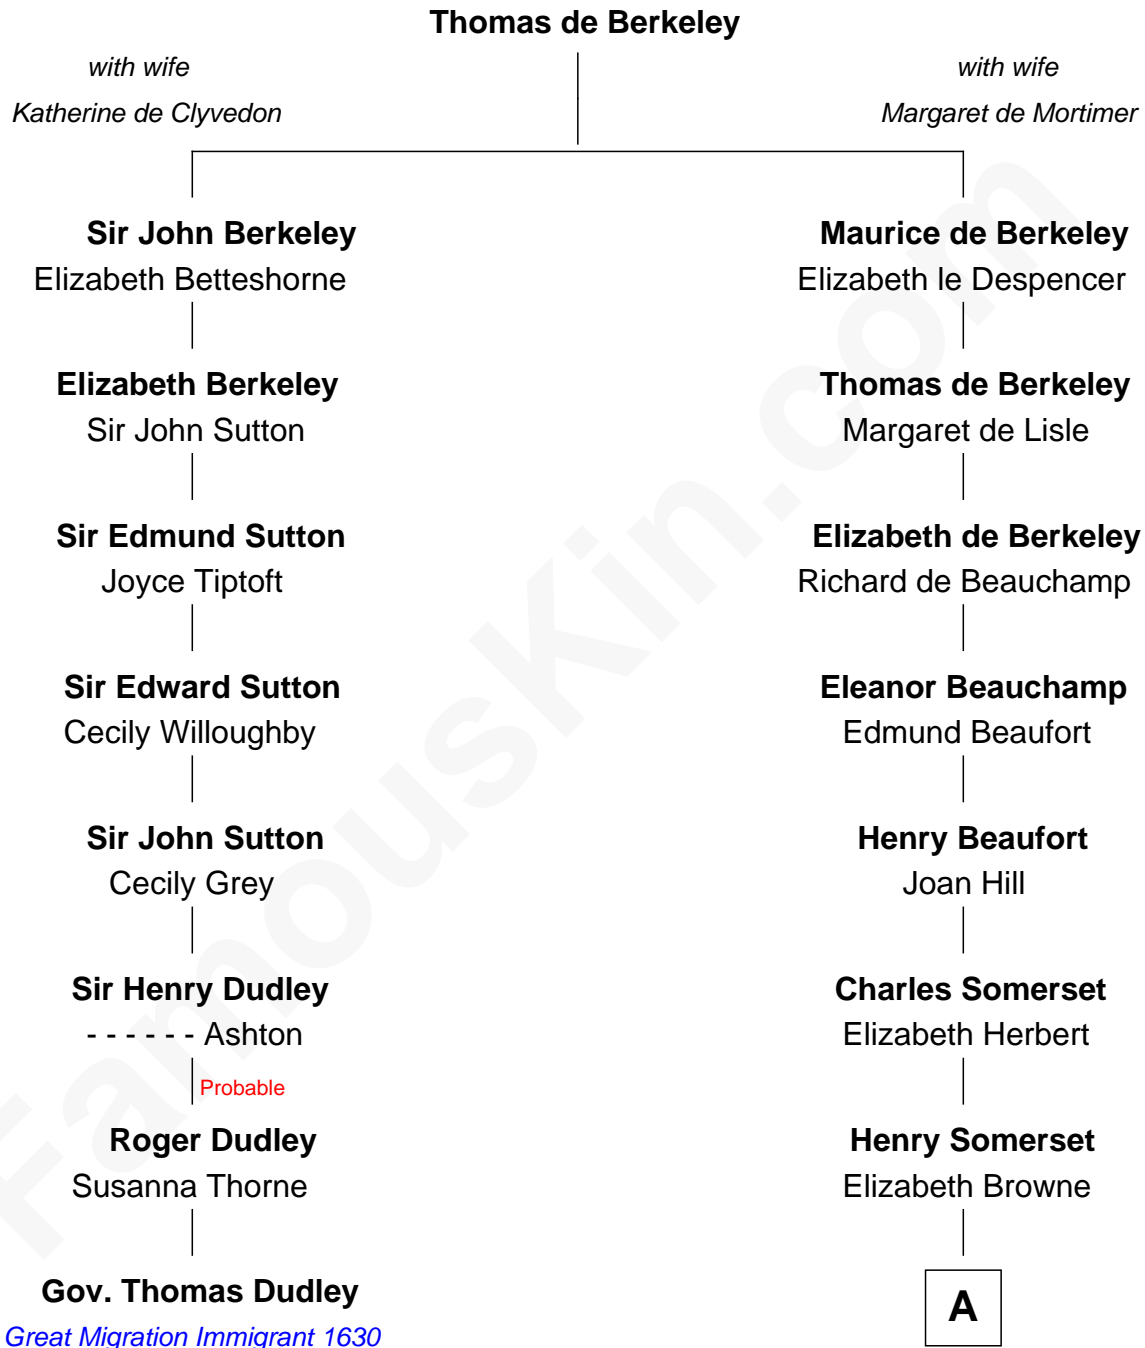 Thomas de Berkeley
with wife
Katherine de Clyvedon
with wife
Margaret de Mortimer
Sir John Berkeley
Elizabeth Betteshorne
Maurice de Berkeley
Elizabeth le Despencer
Elizabeth Berkeley
Sir John Sutton
Thomas de Berkeley
Margaret de Lisle
Sir Edmund Sutton
Joyce Tiptoft
Elizabeth de Berkeley
Richard de Beauchamp
Sir Edward Sutton
Cecily Willoughby
Eleanor Beauchamp
Edmund Beaufort
Sir John Sutton
Cecily Grey
Henry Beaufort
Joan Hill
Sir Henry Dudley
- - - - - - Ashton
Charles Somerset
Elizabeth Herbert
Probable
Roger Dudley
Susanna Thorne
Henry Somerset
Elizabeth Browne
Gov. Thomas Dudley
Great Migration Immigrant 1630
A
FamousKin.com